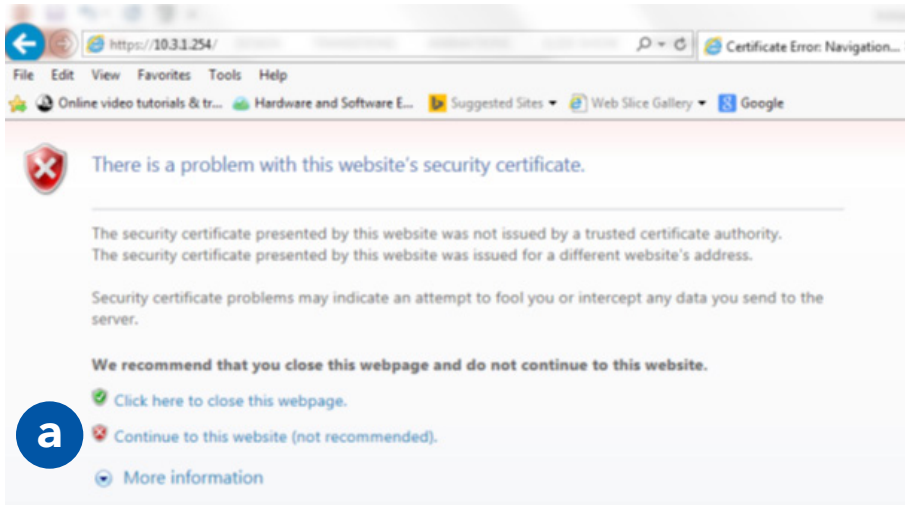 https://10.3.1.254/
Certificate Error: Navigation...
File Edit View Favorites Tools Help
Online video tutorials & tr... Hardware and Software E... Suggested Sites Web Slice Gallery Google
There is a problem with this website's security certificate.
The security certificate presented by this website was not issued by a trusted certificate authority.
The security certificate presented by this website was issued for a different website's address.
Security certificate problems may indicate an attempt to fool you or intercept any data you send to the
server.
We recommend that you close this webpage and do not continue to this website.
Click here to close this webpage.
a
Continue to this website (not recommended).
More information